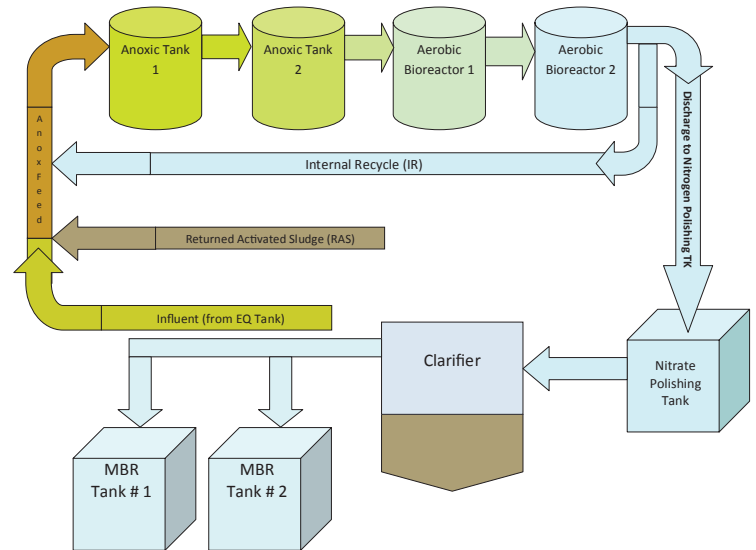 Anoxic Tank
1
Anoxic Tank
2
Aerobic
Bioreactor 1
Aerobic
Bioreactor 2
Discharge to Nitrogen Polishing TK
Anox Feed
Internal Recycle (IR)
Returned Activated Sludge (RAS)
Influent (from EQ Tank)
Clarifier
Nitrate
Polishing
Tank
MBR
Tank # 1
MBR
Tank # 2